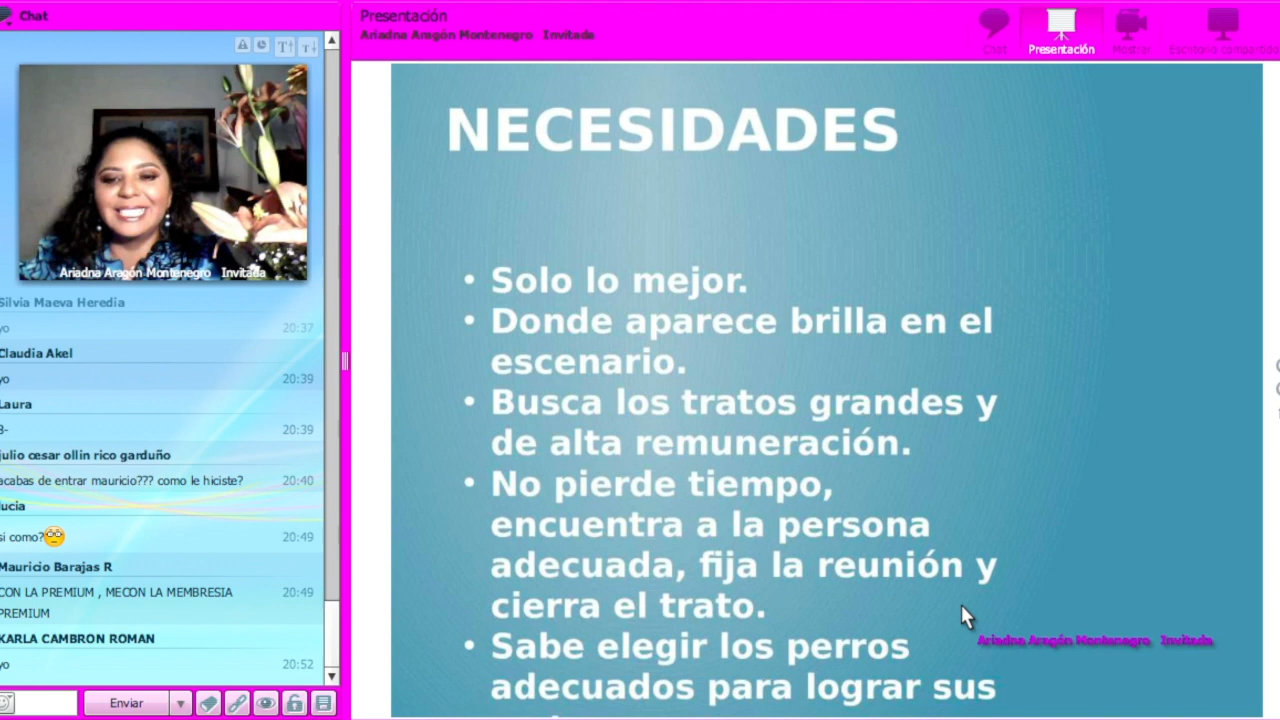 Chat
Ariadna Aragón Montenegro Invitada
Silvia Maeva Heredia
yo 20:37
Claudia Akel
yo 20:39
Laura
3- 20:39
julio cesar ollin rico garduño
acabas de entrar mauricio??? como le hiciste? 20:40
lucia
si como? 20:49
Mauricio Barajas R
CON LA PREMIUM , MECON LA MEMBRESIA 20:49
PREMIUM
KARLA CAMBRON ROMAN
yo 20:52
Enviar
Presentación
Ariadna Aragón Montenegro Invitada
Chat Presentación Mostrar Escritorio compartido
NECESIDADES
• Solo lo mejor.
• Donde aparece brilla en el
escenario.
• Busca los tratos grandes y
de alta remuneración.
• No pierde tiempo,
encuentra a la persona
adecuada, fija la reunión y
cierra el trato.
• Sabe elegir los perros
adecuados para lograr sus
Ariadna Aragón Montenegro Invitada